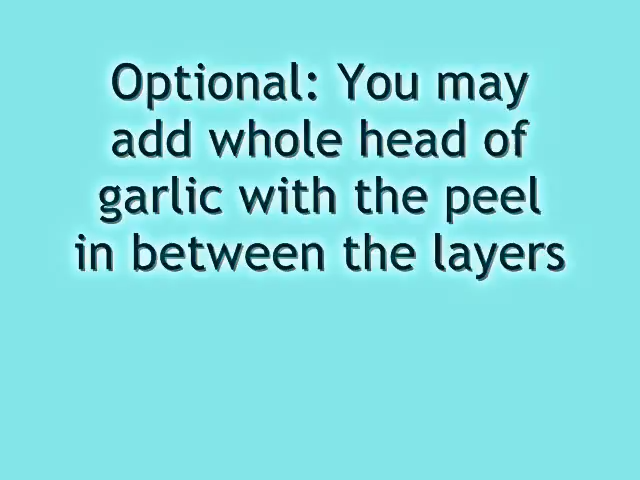 Optional: You may
add whole head of
garlic with the peel
in between the layers